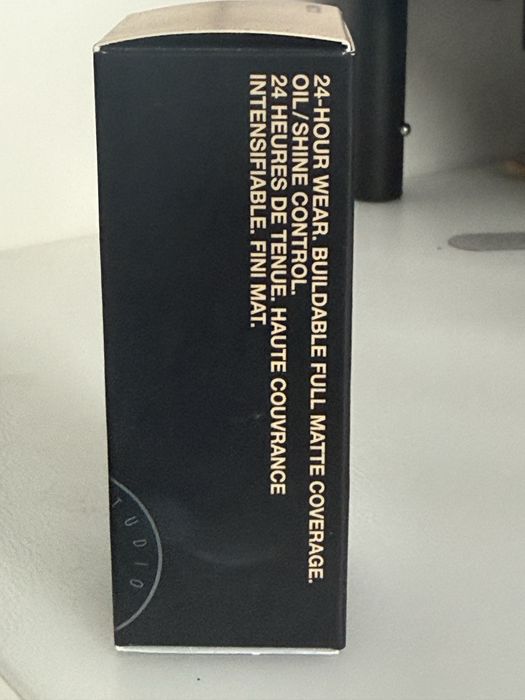 24-HOUR WEAR. BUILDABLE FULL MATTE COVERAGE.
OIL/SHINE CONTROL.
24 HEURES DE TENUE. HAUTE COUVRANCE
INTENSIFIABLE. FINI MAT.
TUDIO